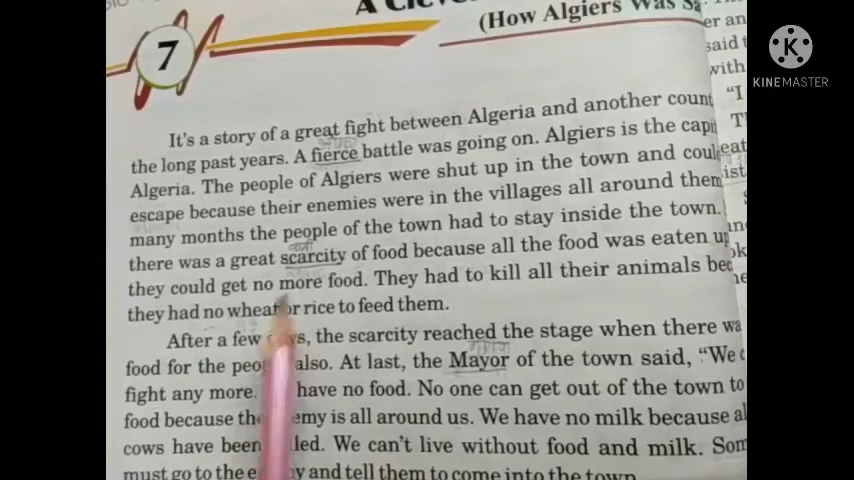 A Cleve
(How Algiers Was Sa
7
It's a story of a great fight between Algeria and another count
the long past years. A fierce battle was going on. Algiers is the capi
Algeria. The people of Algiers were shut up in the town and coul
escape because their enemies were in the villages all around them
many months the people of the town had to stay inside the town.
there was a great scarcity of food because all the food was eaten up
they could get no more food. They had to kill all their animals bec
they had no wheat or rice to feed them.
After a few, the scarcity reached the stage when there wa
food for the also. At last, the Mayor of the town said, "We c
fight any more. have no food. No one can get out of the town to
food because is all around us. We have no milk because al
cows have been. We can't live without food and milk. Som
must go to the and tell them to come into the town
er an
said t
with
"I
T
eat
ist
KINEMASTER